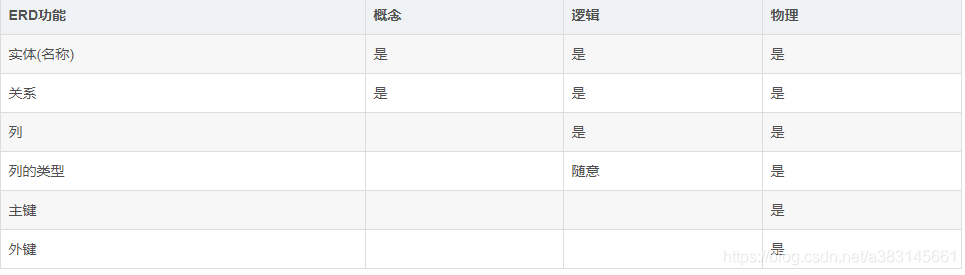 ERD功能 概念 逻辑 物理
实体(名称) 是 是 是
关系 是 是 是
列 是 是
列的类型 随意 是
主键 是
外键 是
https://blog.csdn.net/a383145661